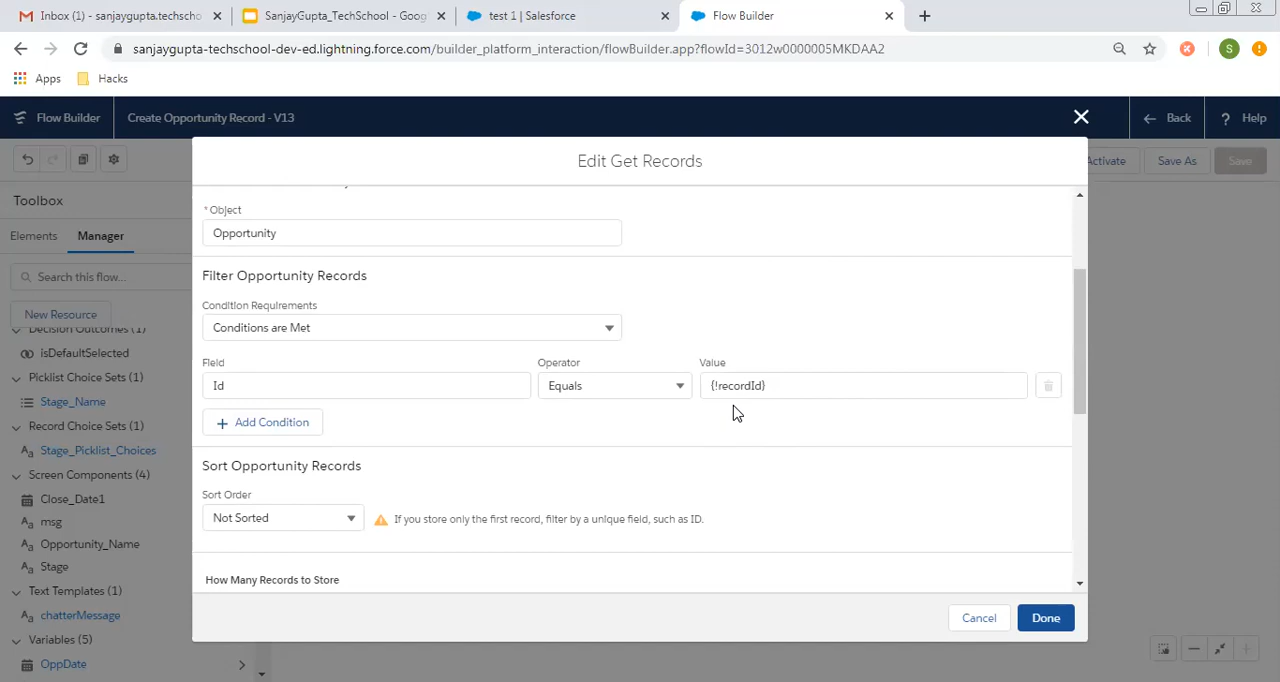 Inbox (1) - sanjaygupta.techscho
SanjayGupta_TechSchool - Goog
test 1 | Salesforce
Flow Builder
sanjaygupta-techschool-dev-ed.lightning.force.com/builder_platform_interaction/flowBuilder.app?flowId=3012w0000005MKDAA2
S
Apps
Hacks
Flow Builder
Create Opportunity Record - V13
Back
? Help
Edit Get Records
Activate
Save As
Save
Toolbox
Elements
Manager
Search this flow...
New Resource
Decision Outcomes (1)
isDefaultSelected
Picklist Choice Sets (1)
Stage_Name
Record Choice Sets (1)
Stage_Picklist_Choices
Screen Components (4)
Close_Date1
msg
Opportunity_Name
Stage
Text Templates (1)
chatterMessage
Variables (5)
OppDate
* Object
Opportunity
Filter Opportunity Records
Condition Requirements
Conditions are Met
Field
Operator
Value
Id
Equals
{!recordId}
+ Add Condition
Sort Opportunity Records
Sort Order
Not Sorted
If you store only the first record, filter by a unique field, such as ID.
How Many Records to Store
Cancel
Done